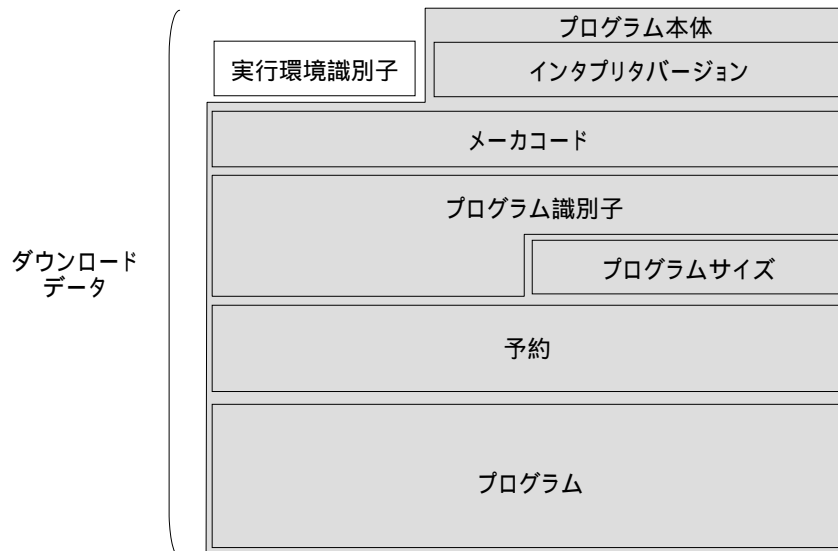 プログラム本体
実行環境識別子
インタプリタバージョン
メーカコード
プログラム識別子
プログラムサイズ
ダウンロード
データ
予約
プログラム